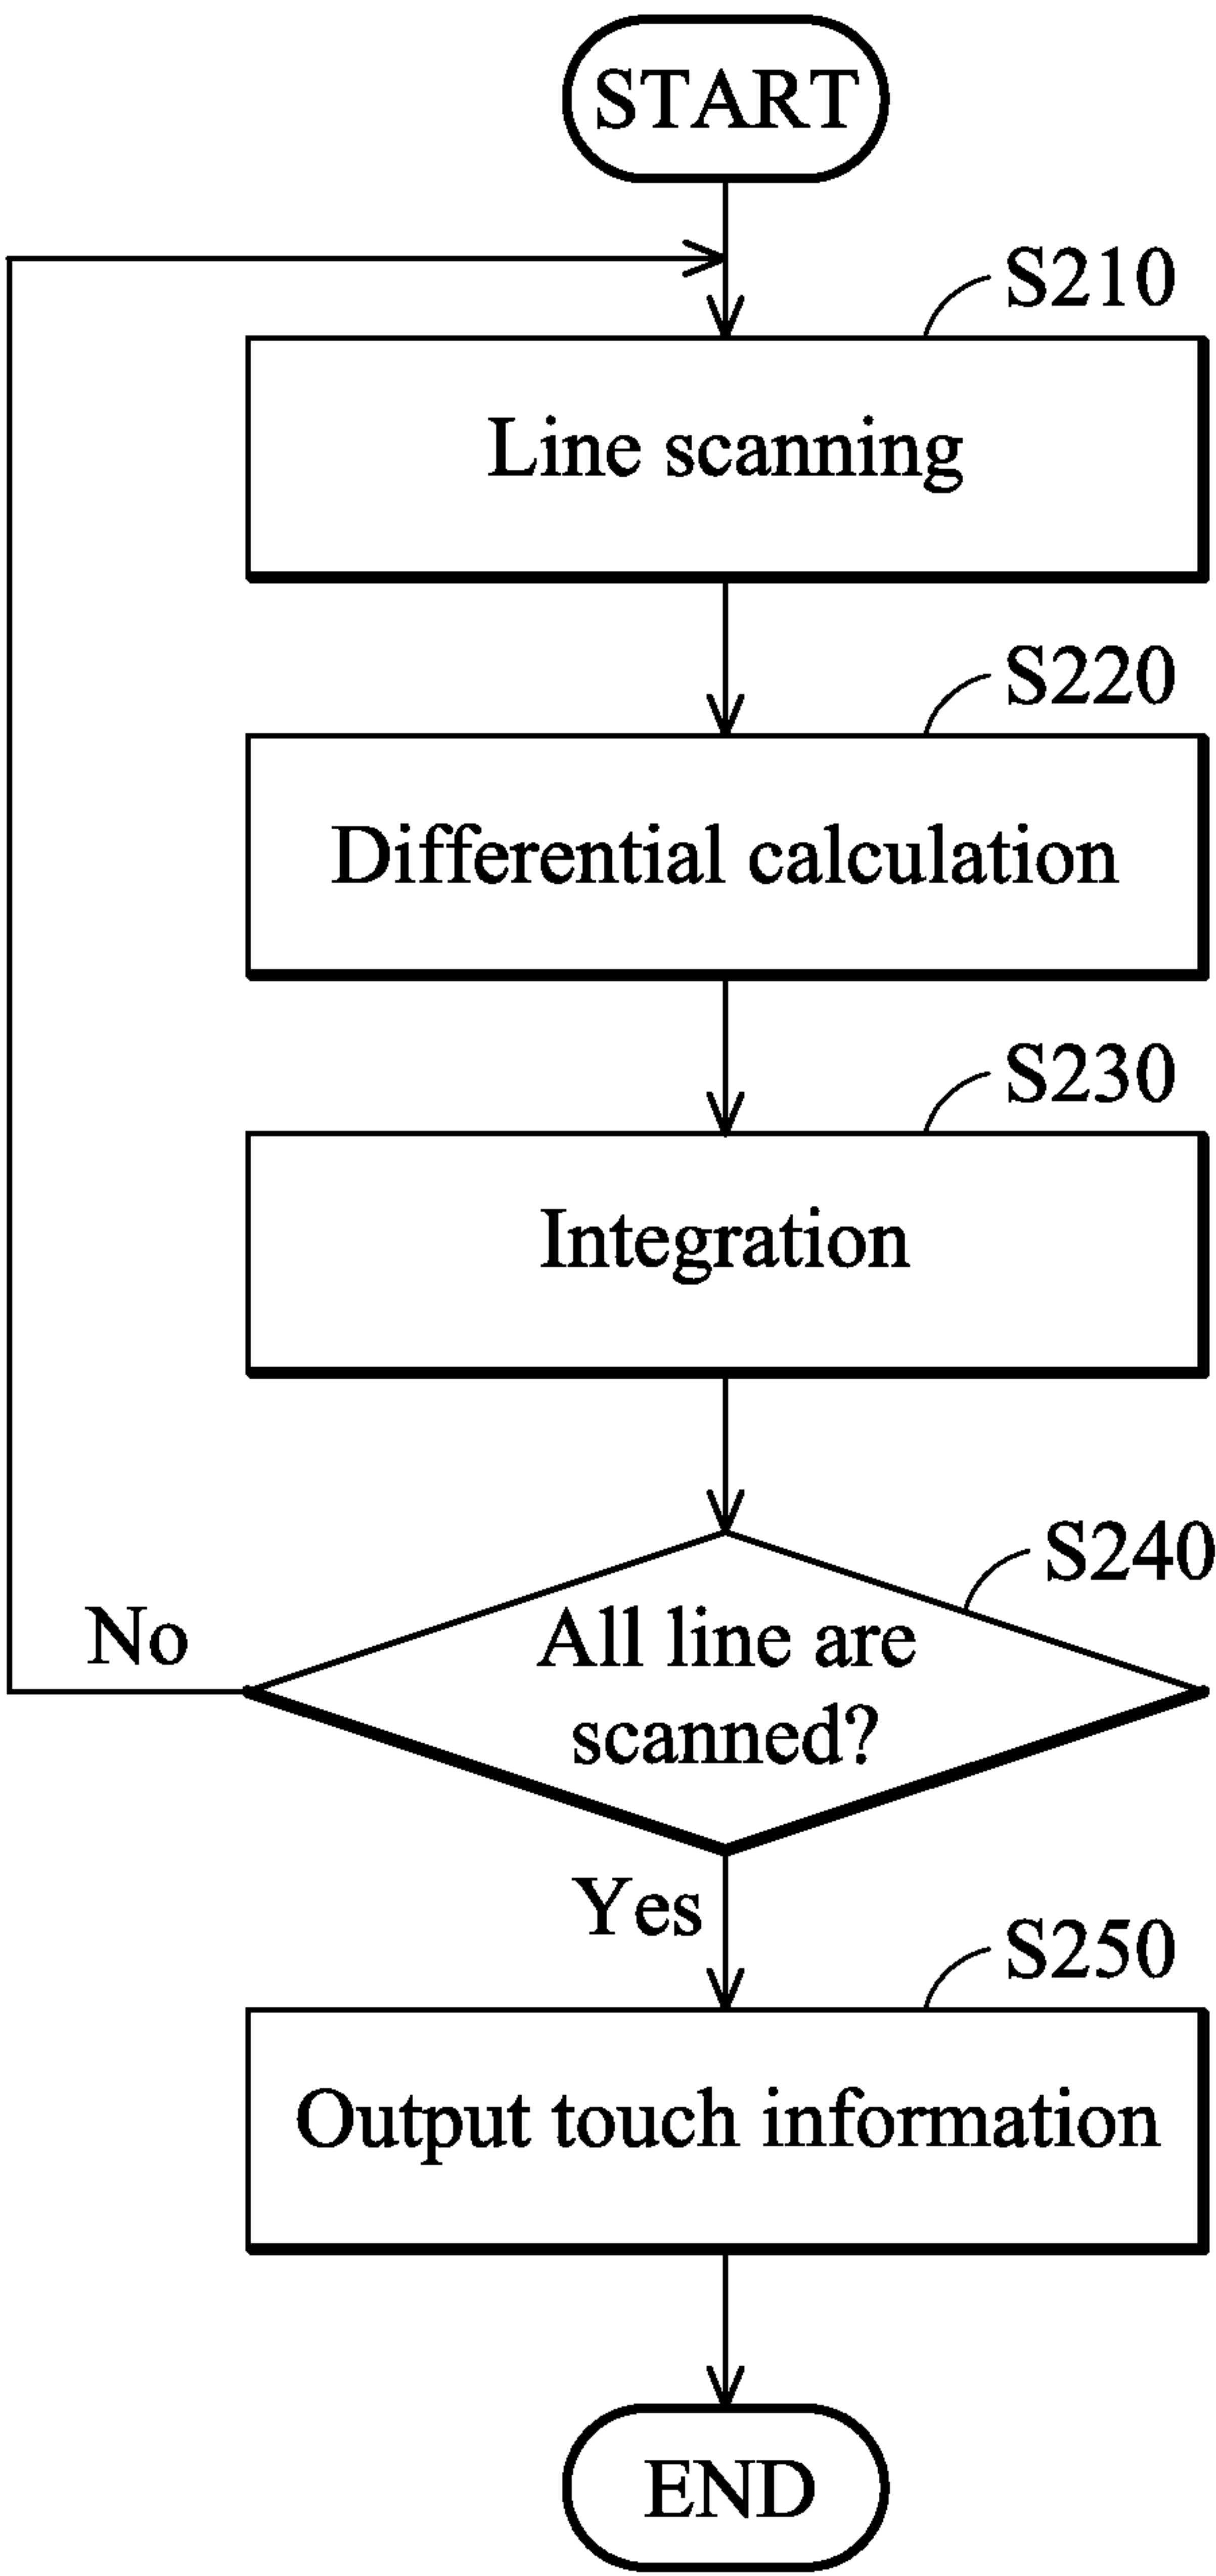 START
S210
Line scanning
S220
Differential calculation
S230
Integration
S240
All line are
scanned?
No
Yes
S250
Output touch information
END